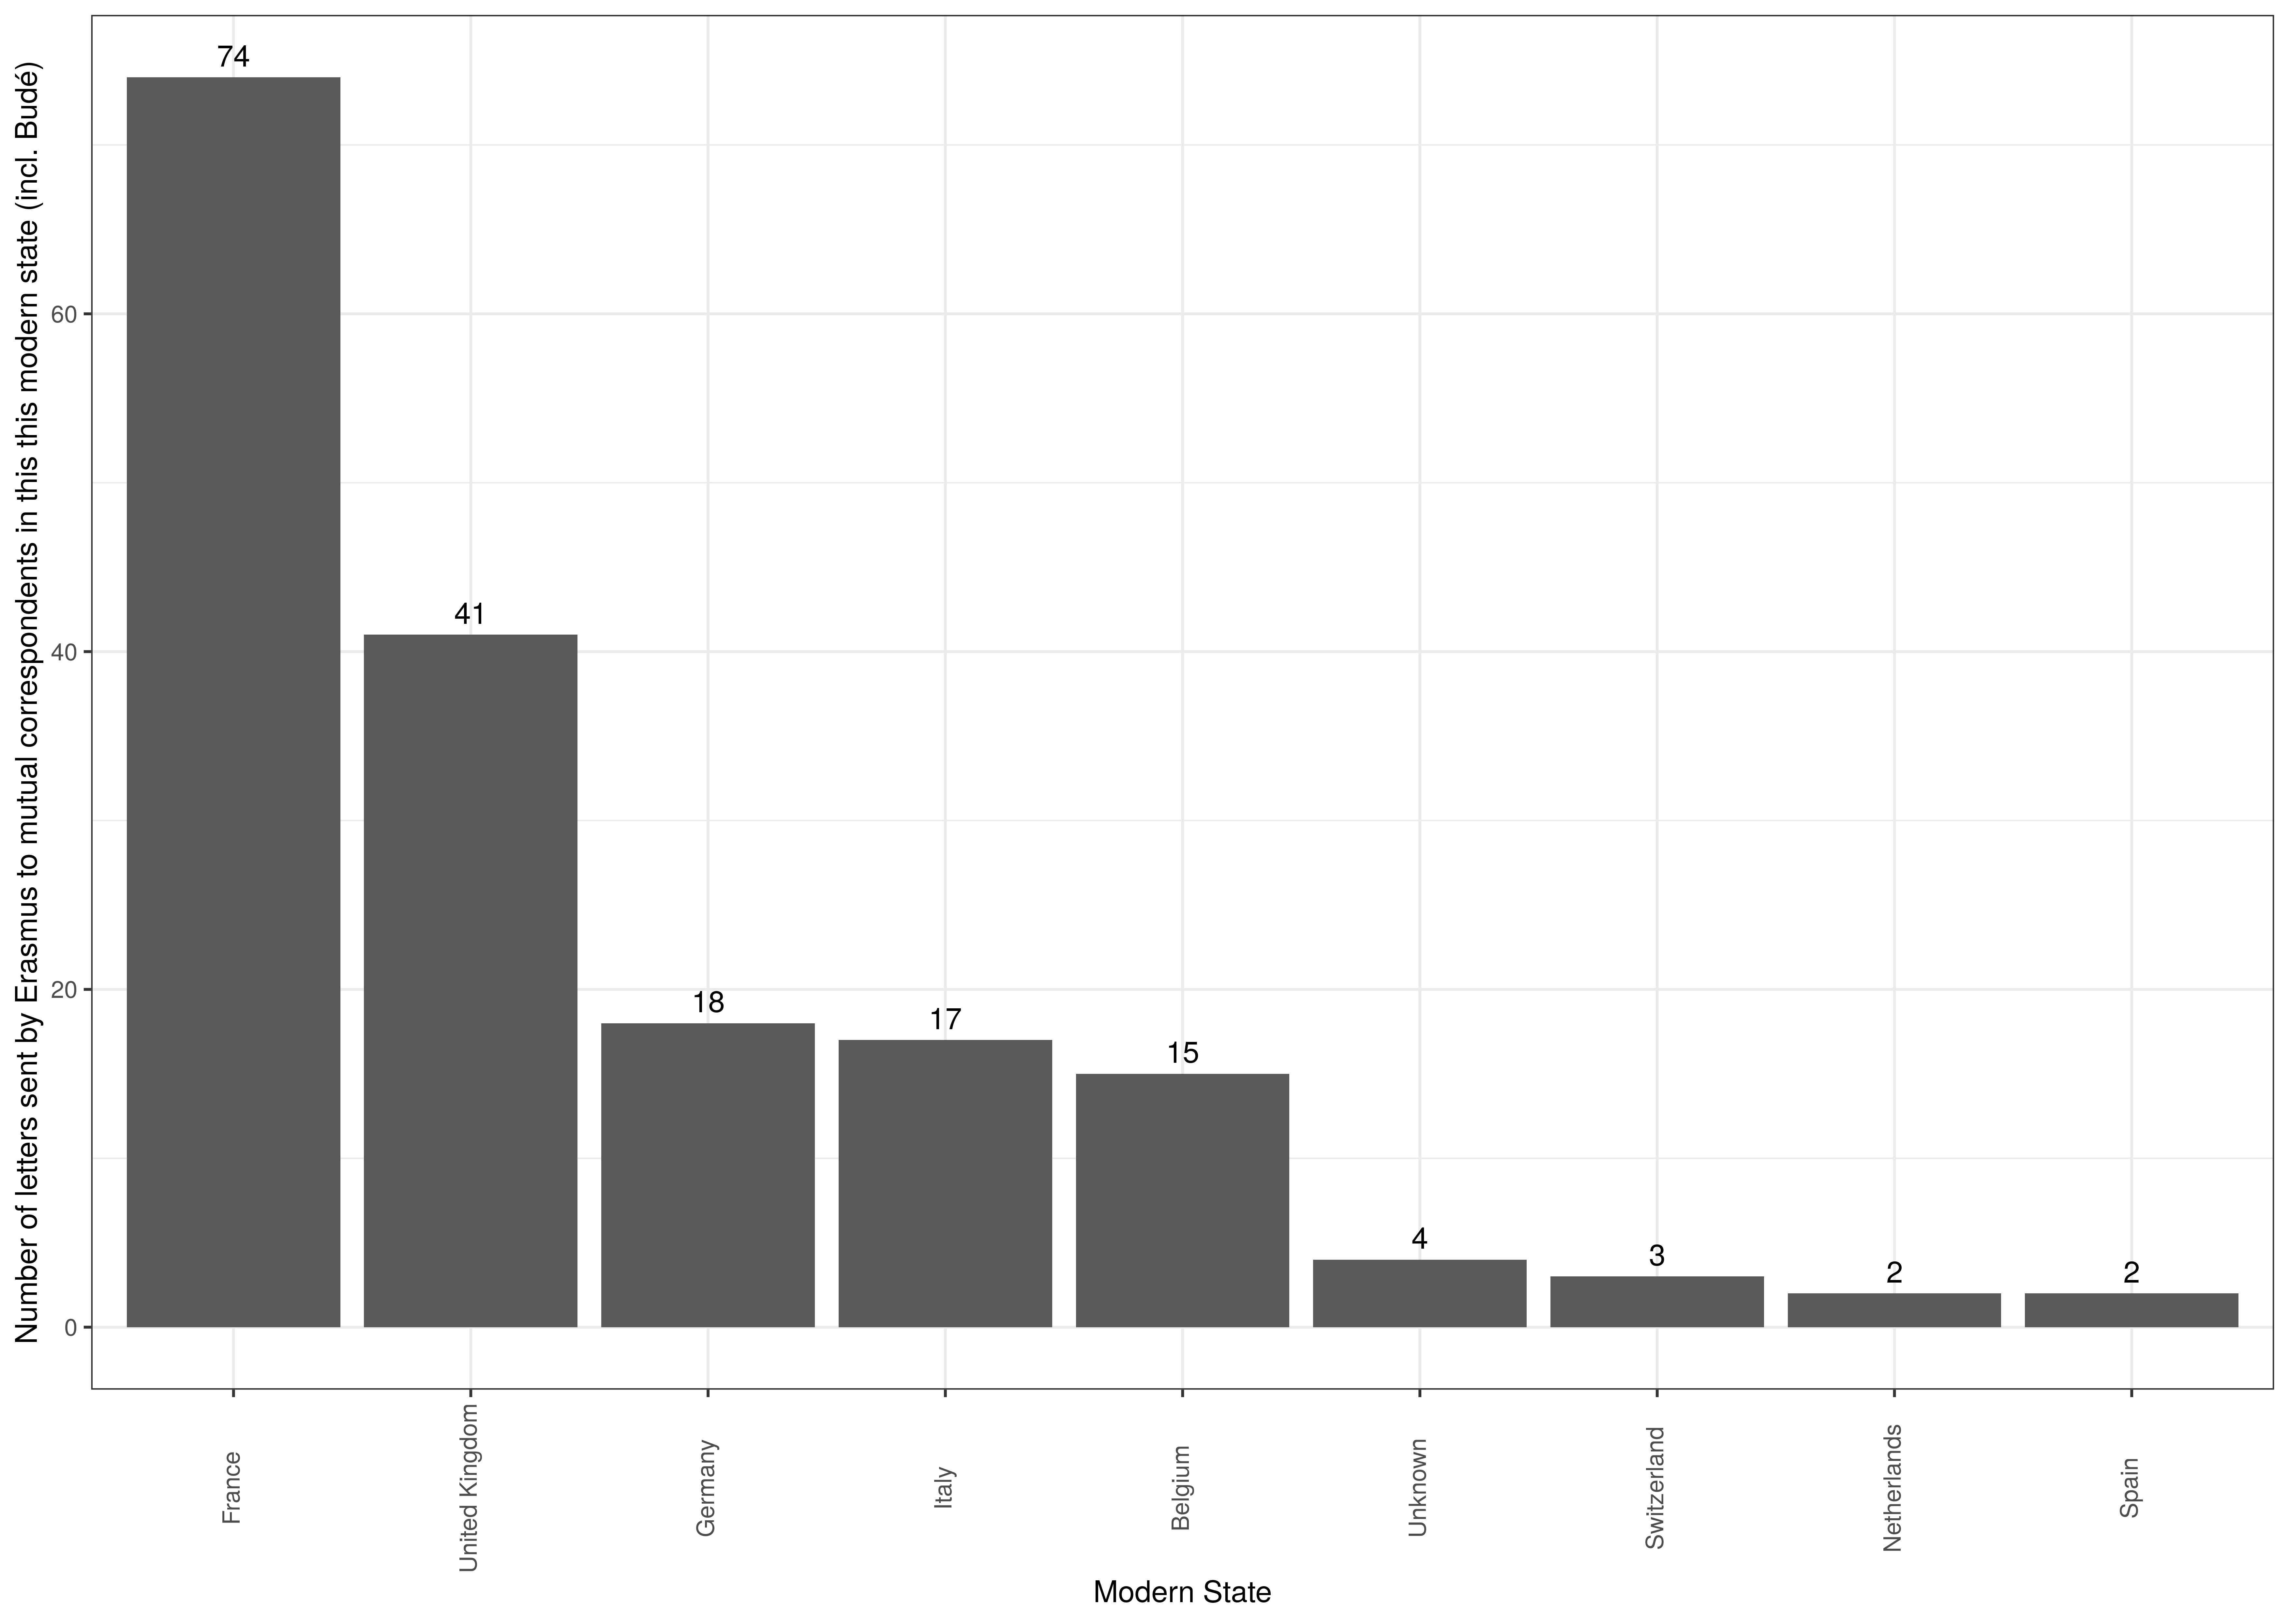 Number of letters sent by Erasmus to mutual correspondents in this this modern state (incl. Budé)
60
40
20
0
74
41
18
17
15
4
3
2
2
France
United Kingdom
Germany
Italy
Belgium
Unknown
Switzerland
Netherlands
Spain
Modern State